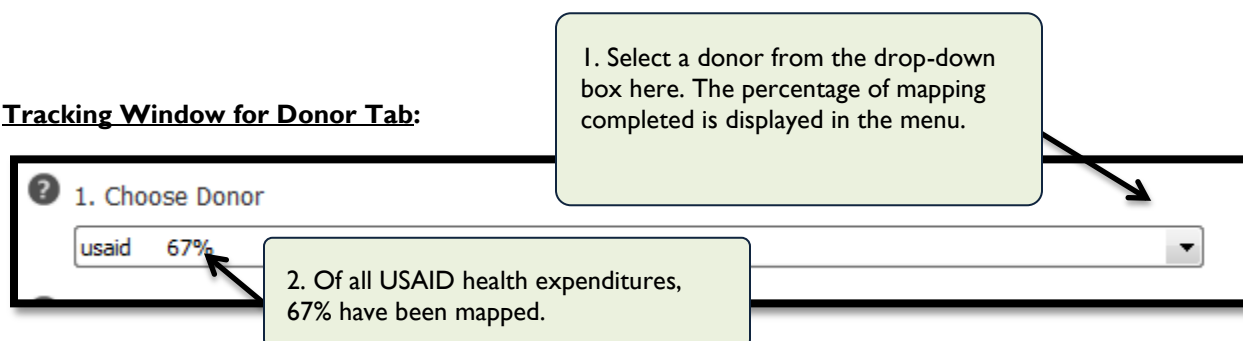 1. Select a donor from the drop-down
box here. The percentage of mapping
completed is displayed in the menu.
Tracking Window for Donor Tab:
? 1. Choose Donor
usaid 67%
2. Of all USAID health expenditures,
67% have been mapped.